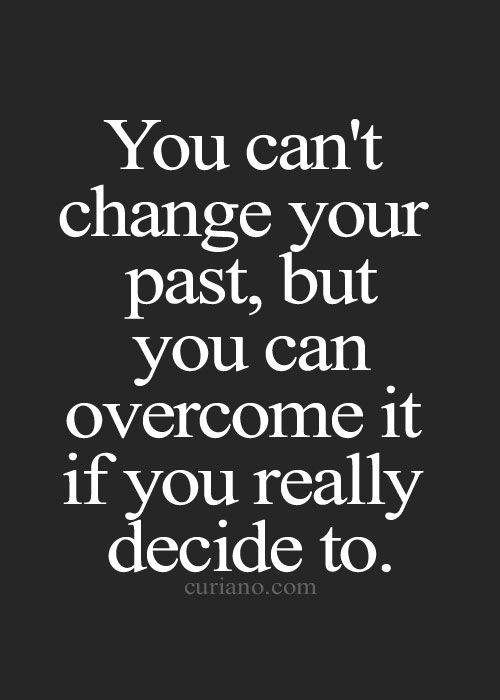 You can't
change your
past, but
you can
overcome it
if you really
decide to.
curiano.com